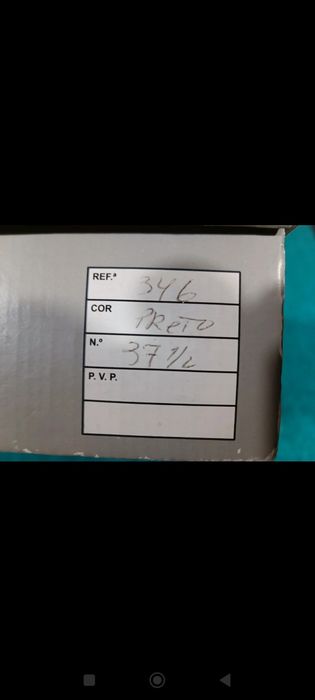 REF.ª 346
COR PReTO
N.º 37 1/2
P. V. P.